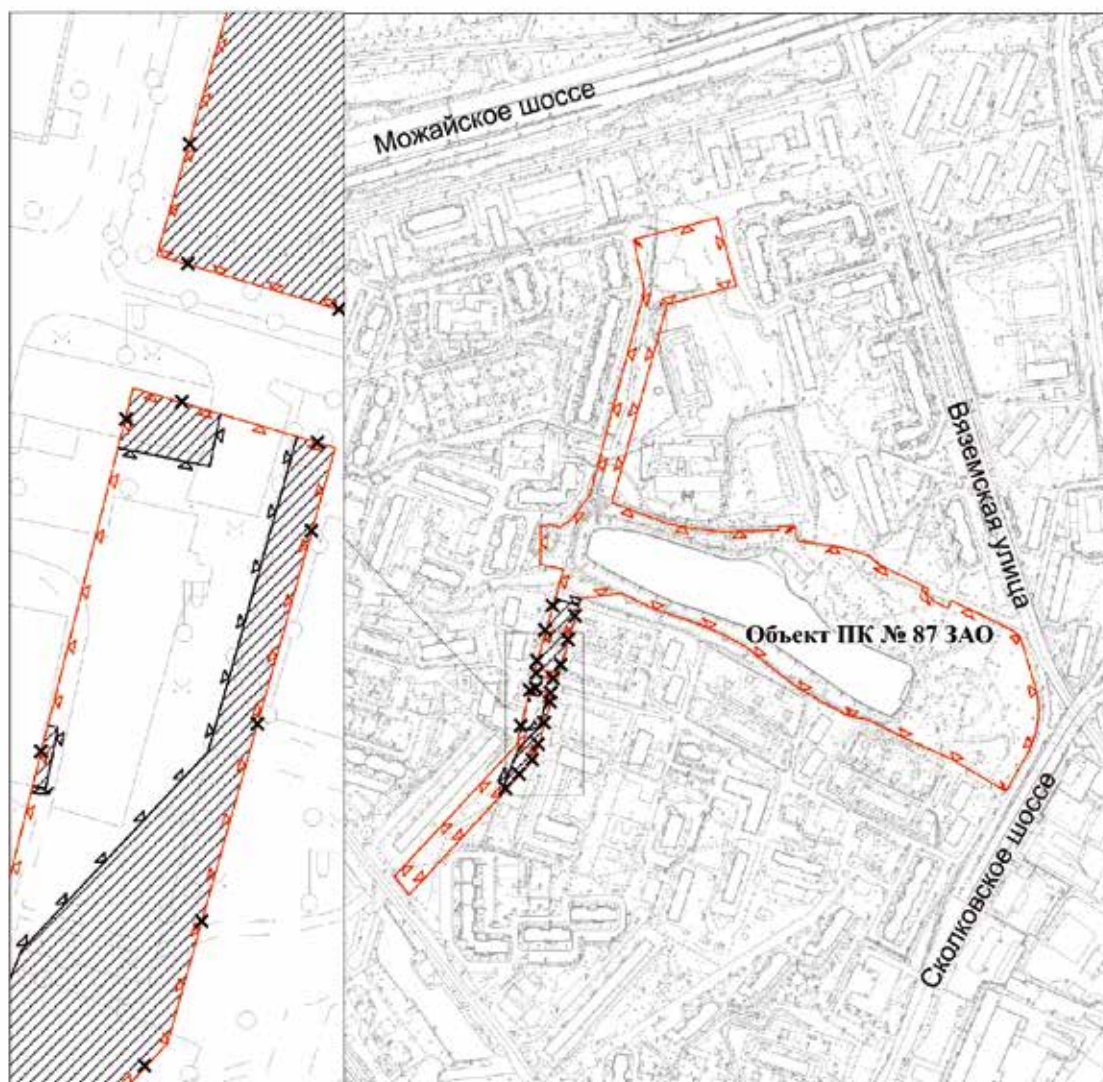 Можайское шоссе
Вяземская улица
Объект ПК № 87 ЗАО
Сколковское шоссе